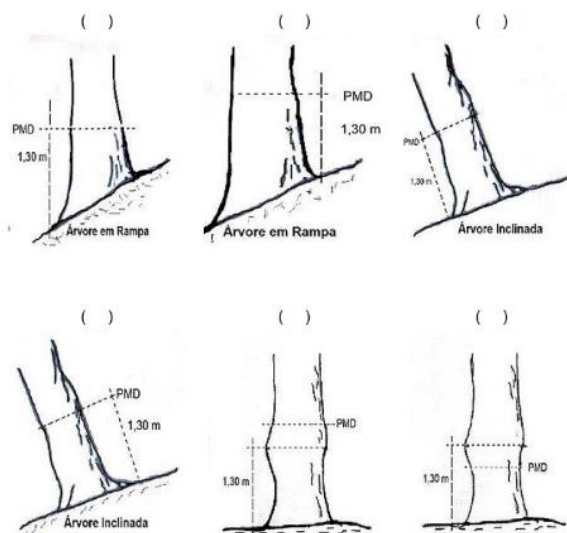 ( )
( )
( )
PMD
1,30 m
Árvore em Rampa
PMD
1,30 m
Árvore em Rampa
PMD
1,30 m
Árvore Inclinada
( )
( )
( )
PMD
1,30 m
Árvore Inclinada
PMD
1,30 m
PMD
1,30 m